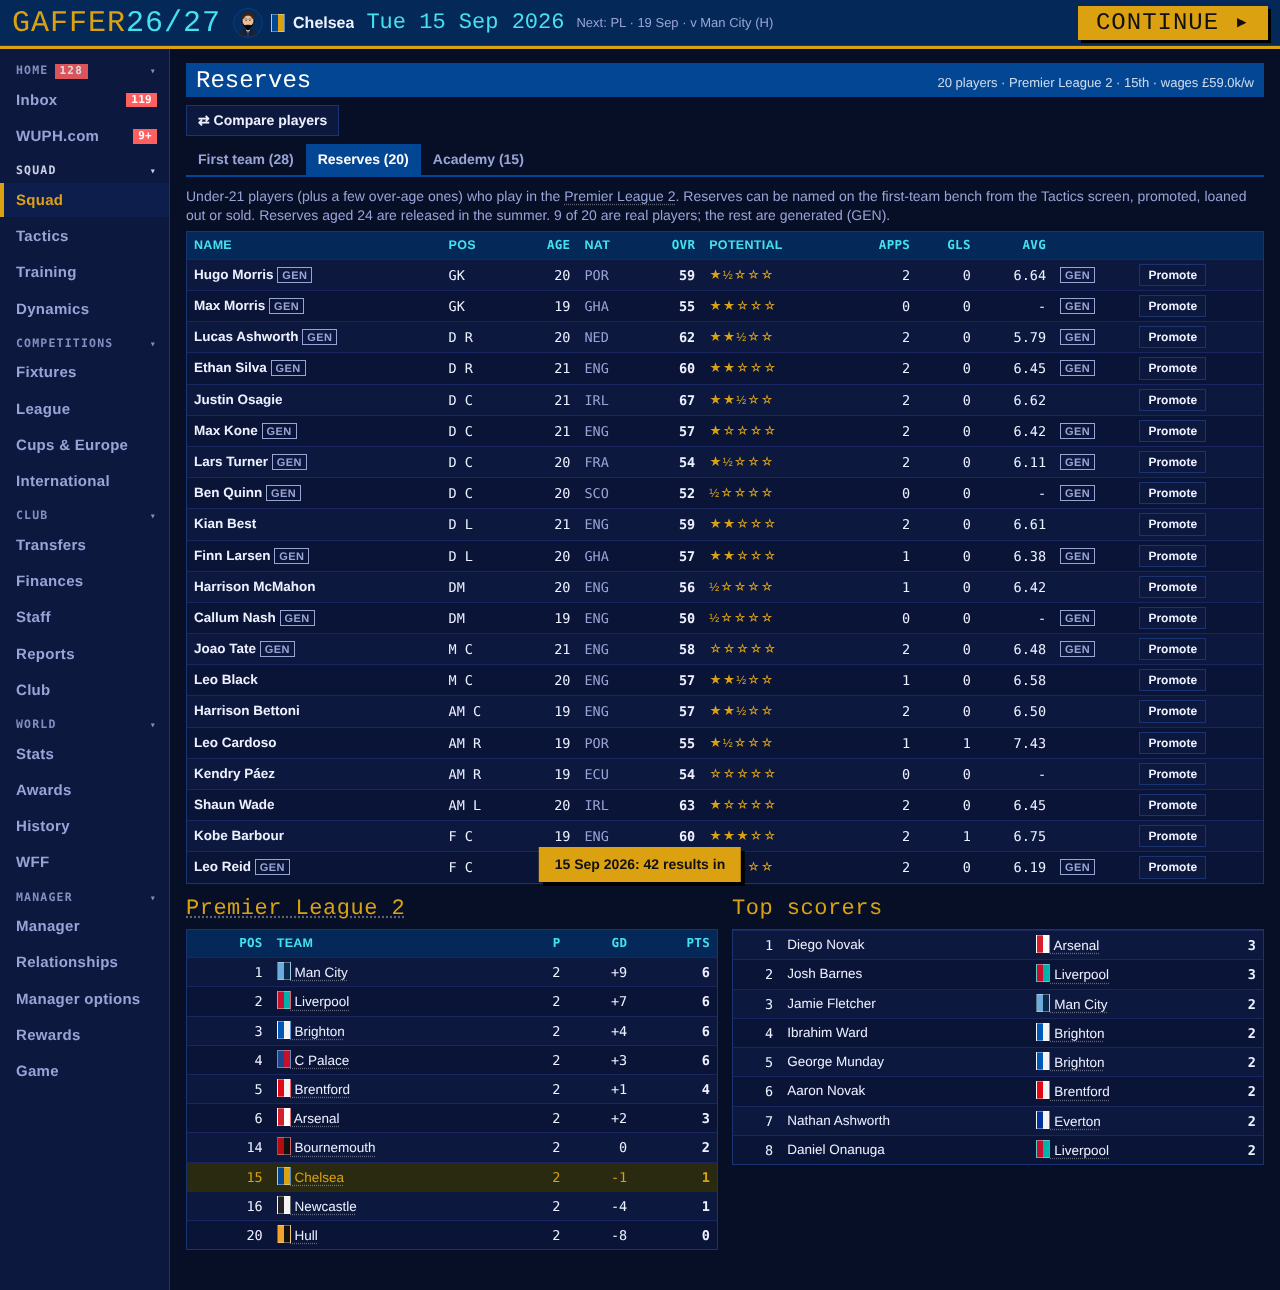 GAFFER26/27 Chelsea Tue 15 Sep 2026 Next: PL · 19 Sep · v Man City (H) CONTINUE ►
HOME 128 ▾
Inbox 119
WUPH.com 9+
SQUAD ▾
Squad
Tactics
Training
Dynamics
COMPETITIONS ▾
Fixtures
League
Cups & Europe
International
CLUB ▾
Transfers
Finances
Staff
Reports
Club
WORLD ▾
Stats
Awards
History
WFF
MANAGER ▾
Manager
Relationships
Manager options
Rewards
Game
Reserves 20 players · Premier League 2 · 15th · wages £59.0k/w
⇄ Compare players
First team (28) Reserves (20) Academy (15)
Under-21 players (plus a few over-age ones) who play in the Premier League 2. Reserves can be named on the first-team bench from the Tactics screen, promoted, loaned
out or sold. Reserves aged 24 are released in the summer. 9 of 20 are real players; the rest are generated (GEN).
NAME POS AGE NAT OVR POTENTIAL APPS GLS AVG
Hugo Morris GEN GK 20 POR 59 ★½☆☆☆ 2 0 6.64 GEN Promote
Max Morris GEN GK 19 GHA 55 ★★☆☆☆ 0 0 - GEN Promote
Lucas Ashworth GEN D R 20 NED 62 ★★½☆☆ 2 0 5.79 GEN Promote
Ethan Silva GEN D R 21 ENG 60 ★★☆☆☆ 2 0 6.45 GEN Promote
Justin Osagie D C 21 IRL 67 ★★½☆☆ 2 0 6.62 Promote
Max Kone GEN D C 21 ENG 57 ★☆☆☆☆ 2 0 6.42 GEN Promote
Lars Turner GEN D C 20 FRA 54 ★½☆☆☆ 2 0 6.11 GEN Promote
Ben Quinn GEN D C 20 SCO 52 ½☆☆☆☆ 0 0 - GEN Promote
Kian Best D L 21 ENG 59 ★★☆☆☆ 2 0 6.61 Promote
Finn Larsen GEN D L 20 GHA 57 ★★☆☆☆ 1 0 6.38 GEN Promote
Harrison McMahon DM 20 ENG 56 ½☆☆☆☆ 1 0 6.42 Promote
Callum Nash GEN DM 19 ENG 50 ½☆☆☆☆ 0 0 - GEN Promote
Joao Tate GEN M C 21 ENG 58 ☆☆☆☆☆ 2 0 6.48 GEN Promote
Leo Black M C 20 ENG 57 ★★½☆☆ 1 0 6.58 Promote
Harrison Bettoni AM C 19 ENG 57 ★★½☆☆ 2 0 6.50 Promote
Leo Cardoso AM R 19 POR 55 ★½☆☆☆ 1 1 7.43 Promote
Kendry Páez AM R 19 ECU 54 ☆☆☆☆☆ 0 0 - Promote
Shaun Wade AM L 20 IRL 63 ★☆☆☆☆ 2 0 6.45 Promote
Kobe Barbour F C 19 ENG 60 ★★★☆☆ 2 1 6.75 Promote
Leo Reid GEN F C ☆☆ 2 0 6.19 GEN Promote
15 Sep 2026: 42 results in
Premier League 2
POS TEAM P GD PTS
1 Man City 2 +9 6
2 Liverpool 2 +7 6
3 Brighton 2 +4 6
4 C Palace 2 +3 6
5 Brentford 2 +1 4
6 Arsenal 2 +2 3
14 Bournemouth 2 0 2
15 Chelsea 2 -1 1
16 Newcastle 2 -4 1
20 Hull 2 -8 0
Top scorers
1 Diego Novak Arsenal 3
2 Josh Barnes Liverpool 3
3 Jamie Fletcher Man City 2
4 Ibrahim Ward Brighton 2
5 George Munday Brighton 2
6 Aaron Novak Brentford 2
7 Nathan Ashworth Everton 2
8 Daniel Onanuga Liverpool 2